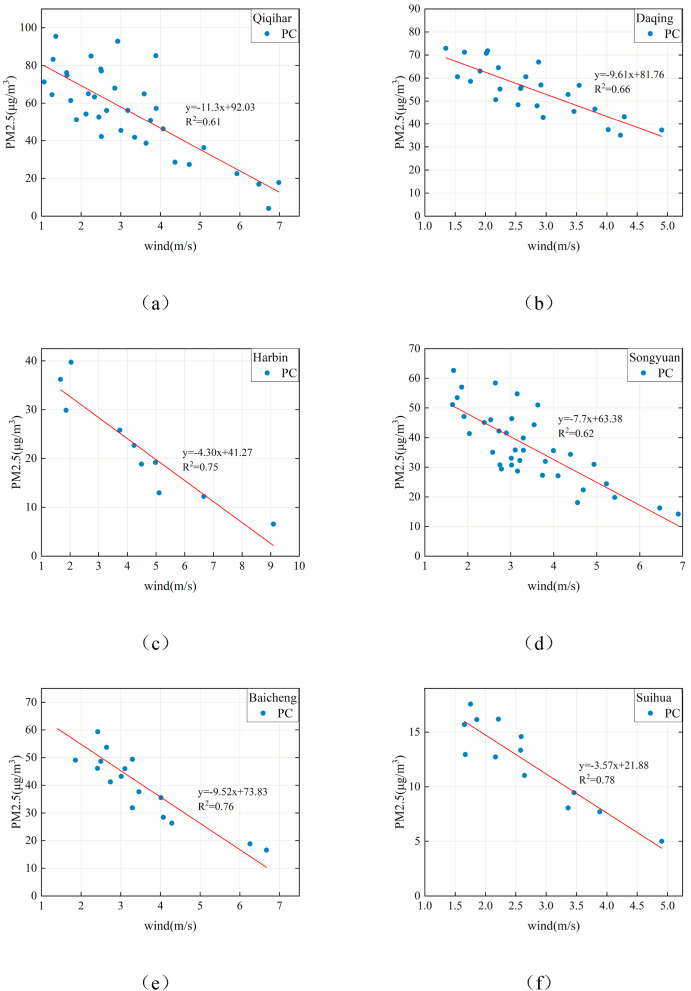 Qiqihar
PC
y=-11.3x+92.03
R²=0.61
PM2.5(μg/m³)
100
80
60
40
20
0
1 2 3 4 5 6 7
wind(m/s)
(a)
Daqing
PC
y=-9.61x+81.76
R²=0.66
PM2.5(μg/m³)
90
80
70
60
50
40
30
20
10
0
1.0 1.5 2.0 2.5 3.0 3.5 4.0 4.5 5.0
wind(m/s)
(b)
Harbin
PC
y=-4.30x+41.27
R²=0.75
PM2.5(μg/m³)
40
30
20
10
0
1 2 3 4 5 6 7 8 9 10
wind(m/s)
(c)
Songyuan
PC
y=-7.7x+63.38
R²=0.62
PM2.5(μg/m³)
70
60
50
40
30
20
10
0
1 2 3 4 5 6 7
wind(m/s)
(d)
Baicheng
PC
y=-9.52x+73.83
R²=0.76
PM2.5(μg/m³)
70
60
50
40
30
20
10
0
1 2 3 4 5 6 7
wind(m/s)
(e)
Suihua
PC
y=-3.57x+21.88
R²=0.78
PM2.5(μg/m³)
15
10
5
0
1.0 1.5 2.0 2.5 3.0 3.5 4.0 4.5 5.0
wind(m/s)
(f)